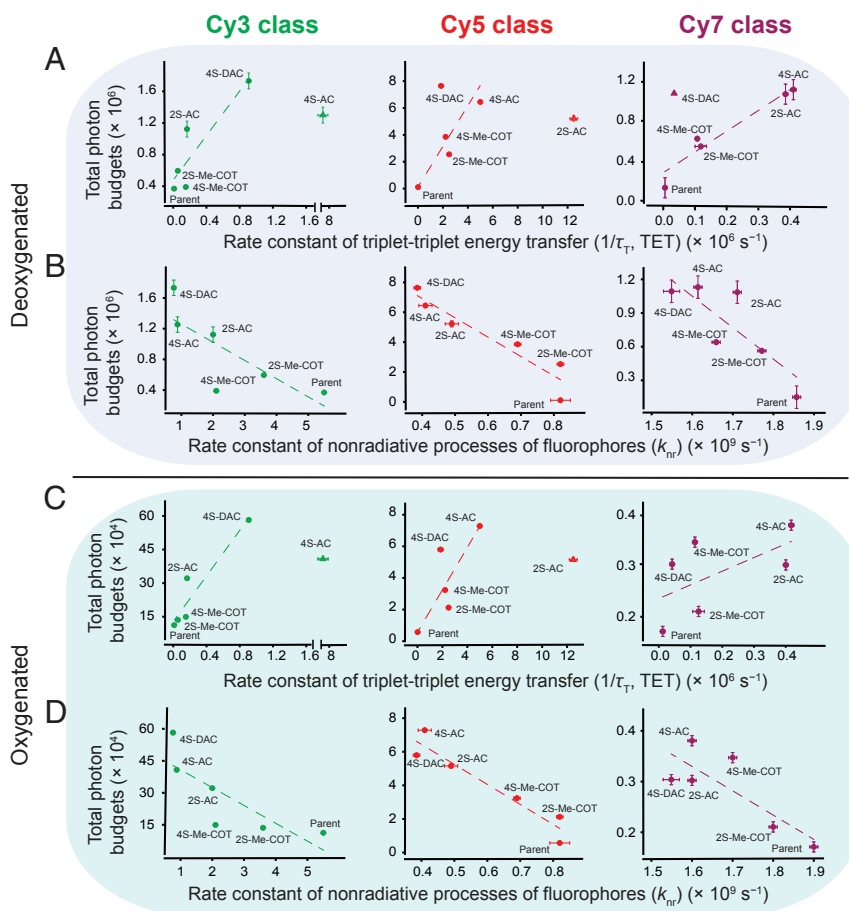 Cy3 class
Cy5 class
Cy7 class
A
Deoxygenated
Total photon
budgets (× 10⁶)
1.6
1.2
0.8
0.4
4S-DAC
2S-AC
4S-AC
2S-Me-COT
4S-Me-COT
Parent
0.0
0.8
1.6
8
8
6
4
2
0
4S-DAC
4S-AC
4S-Me-COT
2S-AC
2S-Me-COT
Parent
0
2
4
6
8
10
12
1.2
0.8
0.4
0.0
4S-AC
4S-DAC
2S-AC
4S-Me-COT
2S-Me-COT
Parent
0.0
0.1
0.2
0.3
0.4
Rate constant of triplet-triplet energy transfer (1/τT, TET) (× 10⁶ s⁻¹)
B
Total photon
budgets (× 10⁶)
1.6
1.2
0.8
0.4
4S-DAC
2S-AC
4S-AC
2S-Me-COT
4S-Me-COT
Parent
1
2
3
4
5
8
6
4
2
0
4S-DAC
4S-AC
2S-AC
4S-Me-COT
2S-Me-COT
Parent
0.4
0.6
0.8
1.2
0.9
0.6
0.3
4S-AC
2S-AC
4S-DAC
4S-Me-COT
2S-Me-COT
Parent
1.5
1.6
1.7
1.8
1.9
Rate constant of nonradiative processes of fluorophores (knr) (× 10⁹ s⁻¹)
C
Oxygenated
Total photon
budgets (× 10⁴)
60
45
30
15
4S-DAC
4S-AC
2S-AC
4S-Me-COT
2S-Me-COT
Parent
0.0
0.8
1.6
8
8
6
4
2
0
4S-AC
4S-DAC
2S-AC
4S-Me-COT
2S-Me-COT
Parent
0
2
4
6
8
10
12
0.4
0.3
0.2
4S-AC
4S-Me-COT
4S-DAC
2S-AC
2S-Me-COT
Parent
0.0
0.2
0.4
Rate constant of triplet-triplet energy transfer (1/τT, TET) (× 10⁶ s⁻¹)
D
Total photon
budgets (× 10⁴)
60
45
30
15
4S-DAC
4S-AC
2S-AC
4S-Me-COT
2S-Me-COT
Parent
1
2
3
4
5
8
6
4
2
0
4S-AC
4S-DAC
2S-AC
4S-Me-COT
2S-Me-COT
Parent
0.4
0.6
0.8
0.4
0.3
0.2
4S-AC
4S-Me-COT
4S-DAC
2S-AC
2S-Me-COT
Parent
1.5
1.6
1.7
1.8
1.9
Rate constant of nonradiative processes of fluorophores (knr) (× 10⁹ s⁻¹)